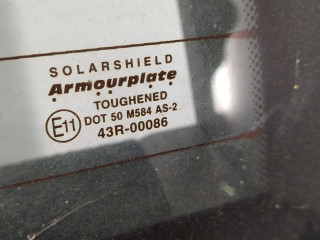 SOLARSHIELD
Armourplate
TOUGHENED
E11 DOT 50 M584 AS-2
43R-00086